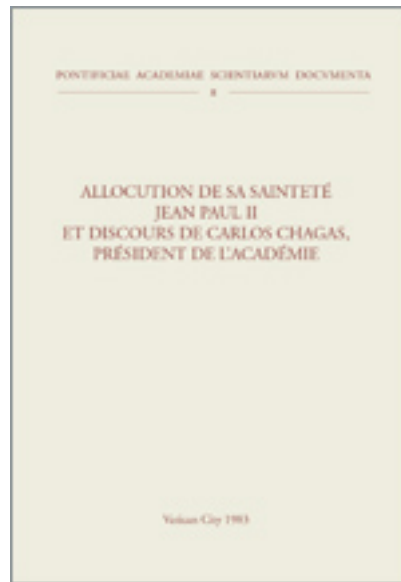 PONTIFICIAE ACADEMIAE SCIENTIARVM DOCVMENTA
8
ALLOCUTION DE SA SAINTETÉ
JEAN PAUL II
ET DISCOURS DE CARLOS CHAGAS,
PRÉSIDENT DE L'ACADÉMIE
Vatican City 1983